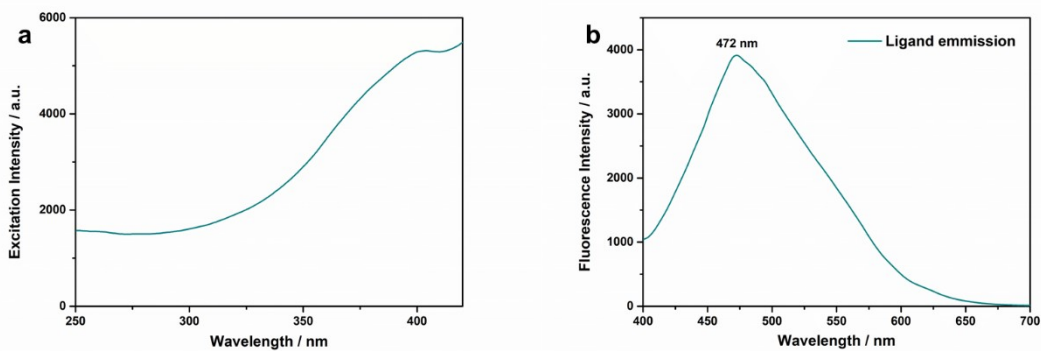 a
6000
4000
2000
0
250
300
350
400
Excitation Intensity / a.u.
Wavelength / nm
b
472 nm
Ligand emmission
4000
3000
2000
1000
0
400
450
500
550
600
650
700
Fluorescence Intensity / a.u.
Wavelength / nm